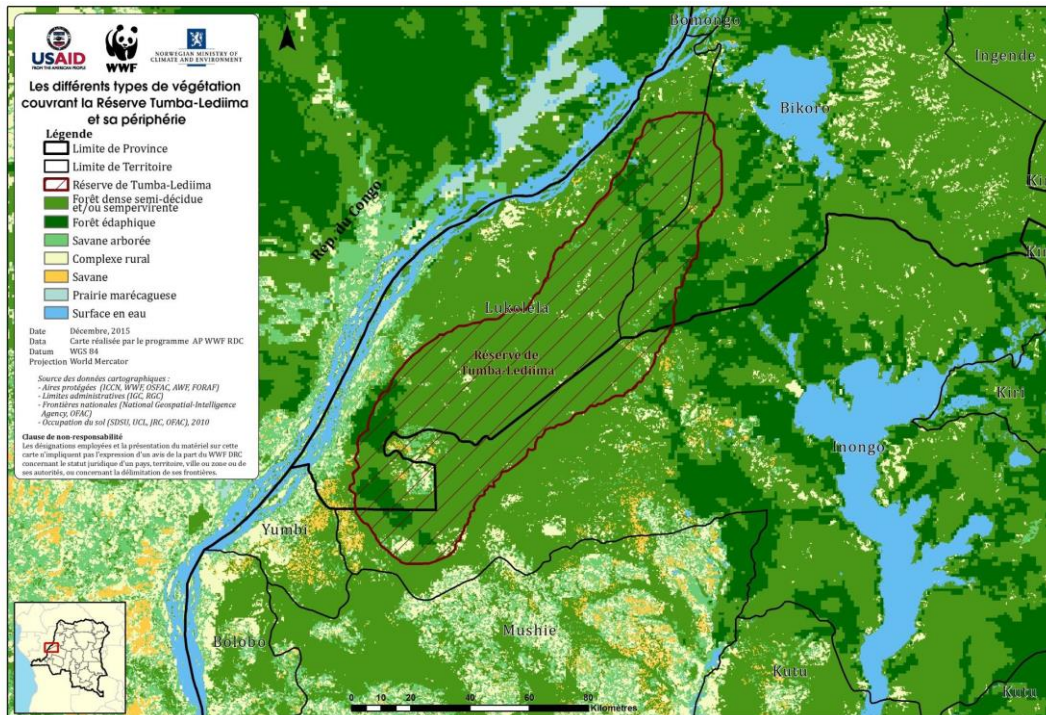 USAID
FROM THE AMERICAN PEOPLE
WWF
NORWEGIAN MINISTRY OF
CLIMATE AND ENVIRONMENT
Les différents types de végétation
couvrant la Réserve Tumba-Lediima
et sa périphérie
Légende
Limite de Province
Limite de Territoire
Réserve de Tumba-Lediima
Forêt dense semi-décidue
et/ou sempervirente
Forêt édaphique
Savane arborée
Complexe rural
Savane
Prairie marécaguese
Surface en eau
Date Décembre, 2015
Data Carte réalisée par le programme AP WWF RDC
Datum WGS 84
Projection World Mercator
Source des données cartographiques :
- Aires protégées (ICCN, WWF, OSFAC, AWF, FORAF)
- Limites administratives (IGC, RGC)
- Frontières nationales (National Geospatial-Intelligence
Agency, OFAC)
- Occupation du sol (SDSU, UCL, JRC, OFAC), 2010
Clause de non-responsabilité
Les désignations employées et la présentation du matériel sur cette
carte n'impliquent pas l'expression d'un avis de la part du WWF DRC
concernant le statut juridique d'un pays, territoire, ville ou zone ou de
ses autorités, ou concernant la délimitation de ses frontières.
Bomongo
Ingende
Bikoro
Rep. du Congo
Lukolela
Réserve de
Tumba-Lediima
Kiri
Inongo
Yumbi
Bolobo
Mushie
Kutu
Kutu
0 10 20 40 60 80
Kilomètres